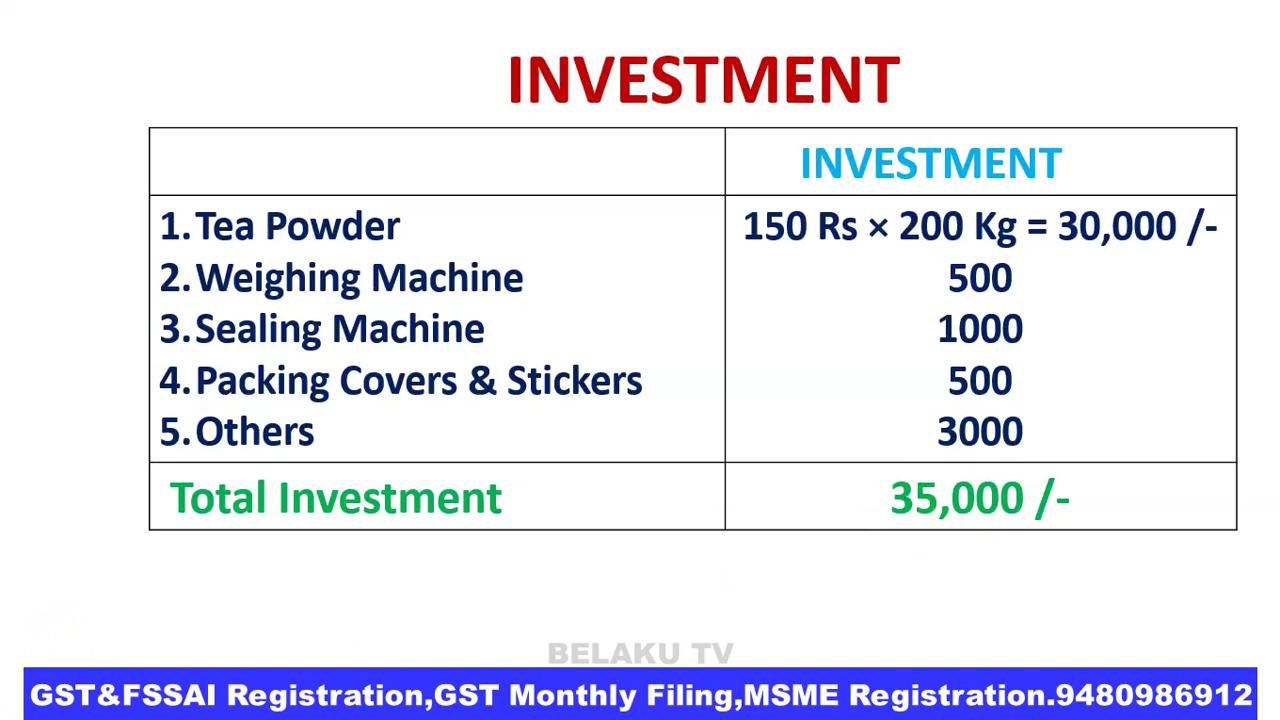 INVESTMENT
INVESTMENT
1. Tea Powder 150 Rs × 200 Kg = 30,000 /-
2. Weighing Machine 500
3. Sealing Machine 1000
4. Packing Covers & Stickers 500
5. Others 3000
Total Investment 35,000 /-
BELAKU TV
GST&FSSAI Registration,GST Monthly Filing,MSME Registration.9480986912